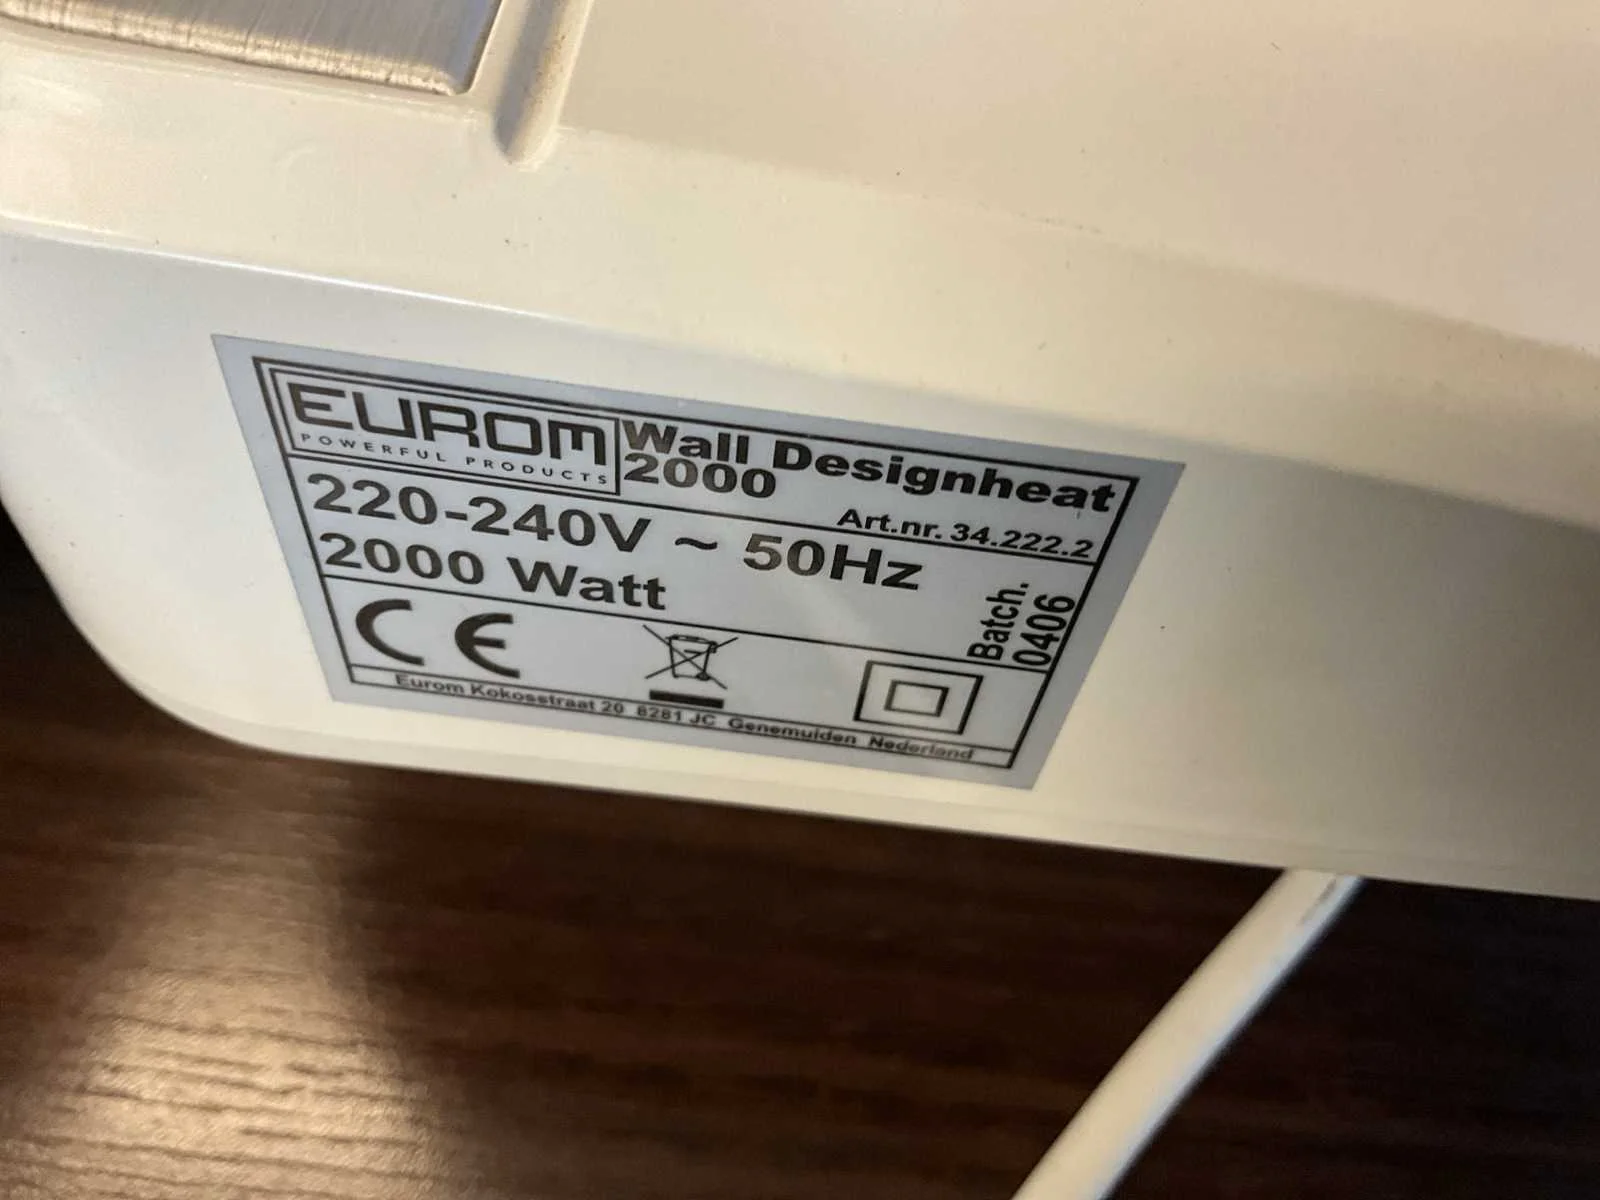 EUROM
POWERFUL PRODUCTS
Wall Designheat
2000
Art.nr. 34.222.2
220-240V ~ 50Hz
2000 Watt
Batch.
0406
CE
Eurom Kokosstraat 20 8281 JC Genemuiden Nederland